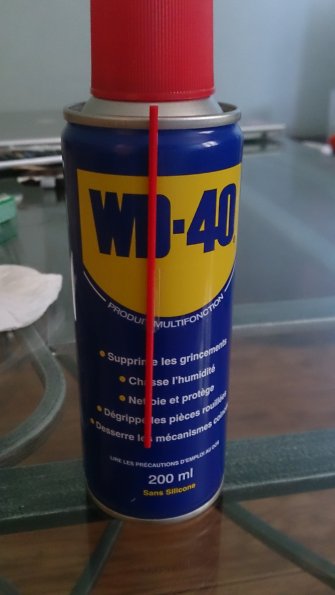 WD-40
PRODUIT MULTIFONCTION
Supprime les grincements
Chasse l'humidité
Nettoie et protège
Dégrippe les pièces rouillées
Desserre les mécanismes
LIRE LES PRÉCAUTIONS D'EMPLOI AU DOS
200 ml
Sans Silicone